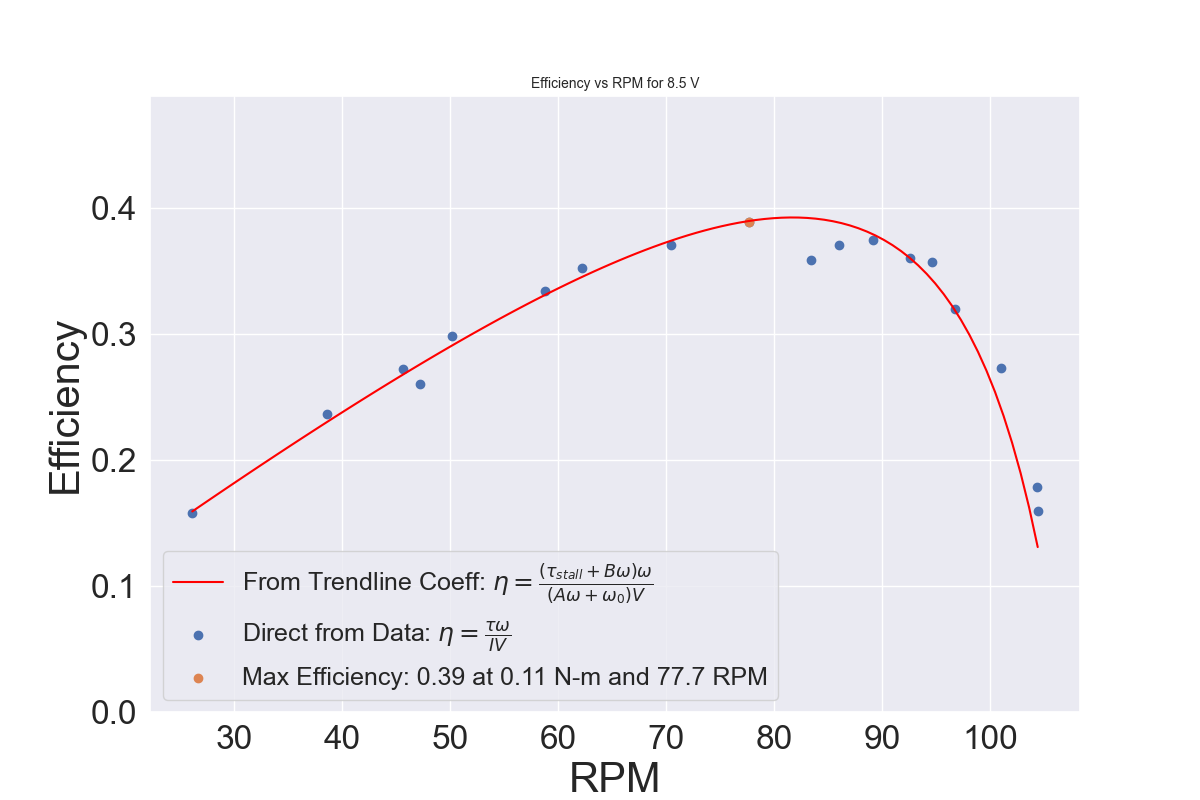 Efficiency vs RPM for 8.5 V
Efficiency
0.4
0.3
0.2
0.1
0.0
From Trendline Coeff: η = (τ_stall + Bω)ω / (Aω + ω₀)V
Direct from Data: η = τω / IV
Max Efficiency: 0.39 at 0.11 N-m and 77.7 RPM
30 40 50 60 70 80 90 100
RPM